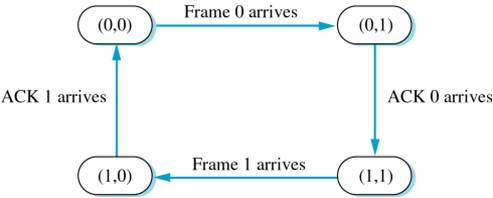 Frame 0 arrives
(0,0)
(0,1)
ACK 1 arrives
ACK 0 arrives
Frame 1 arrives
(1,0)
(1,1)